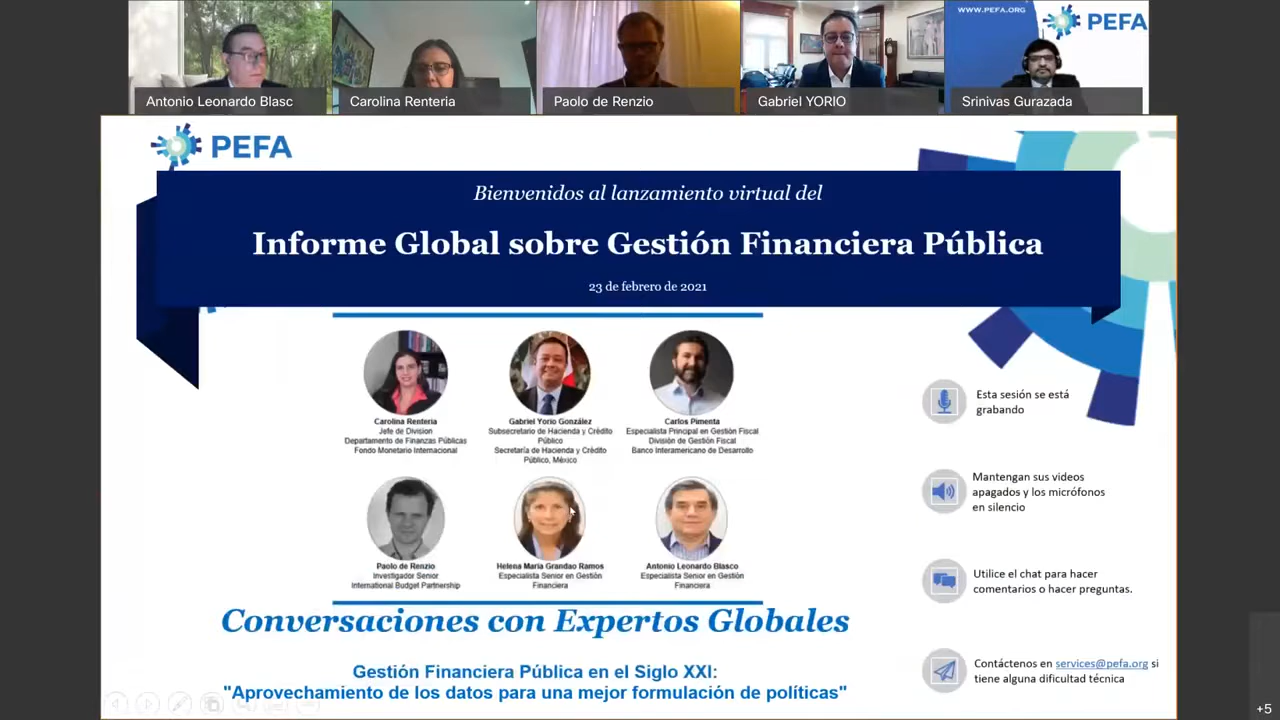 WWW.PEFA.ORG
PEFA
Antonio Leonardo Blasc
Carolina Renteria
Paolo de Renzio
Gabriel YORIO
Srinivas Gurazada
PEFA
Bienvenidos al lanzamiento virtual del
Informe Global sobre Gestión Financiera Pública
23 de febrero de 2021
Carolina Renteria
Jefe de Division
Departamento de Finanzas Públicas
Fondo Monetario Internacional
Gabriel Yorio González
Subsecretario de Hacienda y Crédito
Público
Secretaría de Hacienda y Crédito
Público, México
Carlos Pimenta
Especialista Principal en Gestión Fiscal
División de Gestión Fiscal
Banco Interamericano de Desarrollo
Paolo de Renzio
Investigador Senior
International Budget Partnership
Helena Maria Grandao Ramos
Especialista Senior en Gestión
Financiera
Antonio Leonardo Blasco
Especialista Senior en Gestión
Financiera
Conversaciones con Expertos Globales
Gestión Financiera Pública en el Siglo XXI:
"Aprovechamiento de los datos para una mejor formulación de políticas"
Esta sesión se está
grabando
Mantengan sus videos
apagados y los micrófonos
en silencio
Utilice el chat para hacer
comentarios o hacer preguntas.
Contáctenos en services@pefa.org si
tiene alguna dificultad técnica
+5